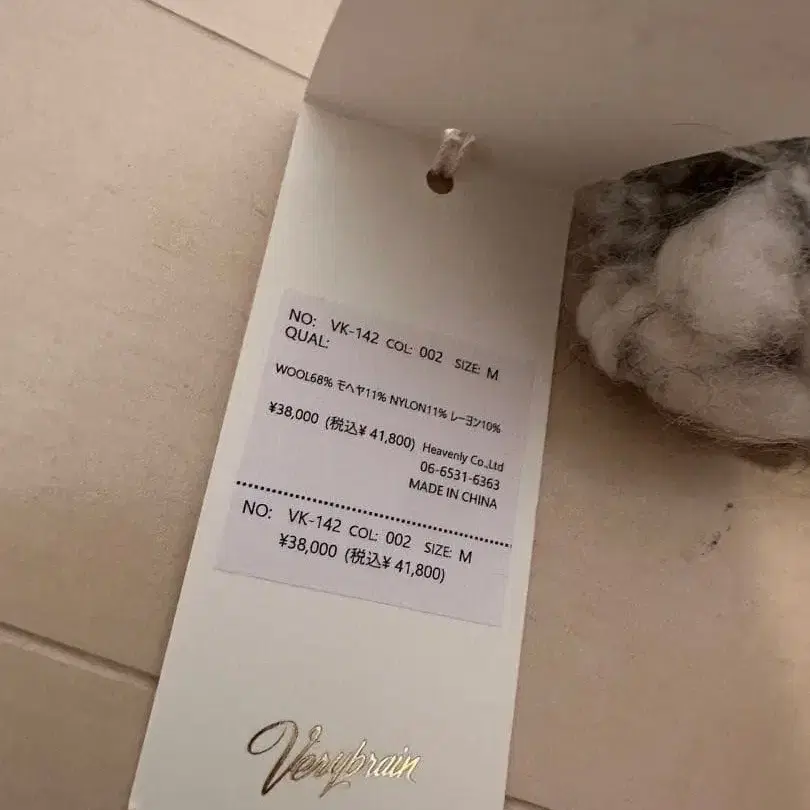 NO: VK-142 COL: 002 SIZE: M
QUAL:
WOOL68% モヘヤ11% NYLON11% レーヨン10%
¥38,000 (税込¥ 41,800)
Heavenly Co.,Ltd
06-6531-6363
MADE IN CHINA
NO: VK-142 COL: 002 SIZE: M
¥38,000 (税込¥ 41,800)
Verybrain